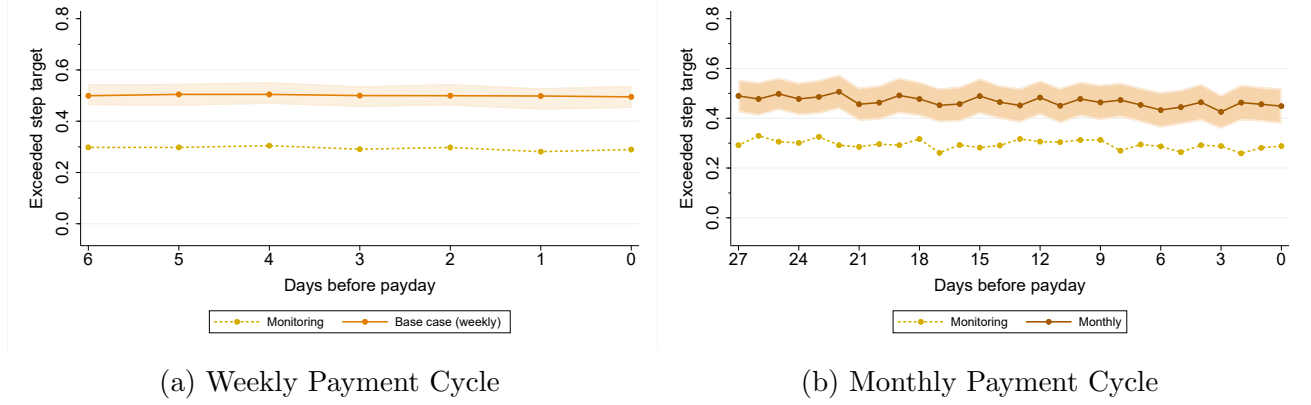 Exceeded step target
0.8
0.6
0.4
0.2
0.0
6 5 4 3 2 1 0
Days before payday
Monitoring Base case (weekly)
(a) Weekly Payment Cycle
Exceeded step target
0.8
0.6
0.4
0.2
0.0
27 24 21 18 15 12 9 6 3 0
Days before payday
Monitoring Monthly
(b) Monthly Payment Cycle